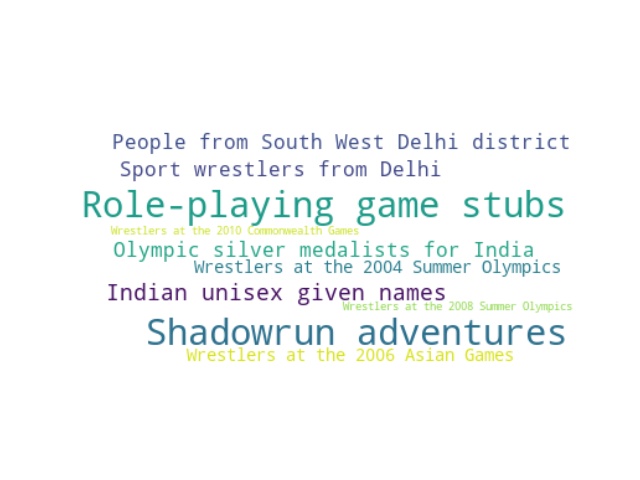 People from South West Delhi district
Sport wrestlers from Delhi
Role-playing game stubs
Wrestlers at the 2010 Commonwealth Games
Olympic silver medalists for India
Wrestlers at the 2004 Summer Olympics
Indian unisex given names
Wrestlers at the 2008 Summer Olympics
Shadowrun adventures
Wrestlers at the 2006 Asian Games